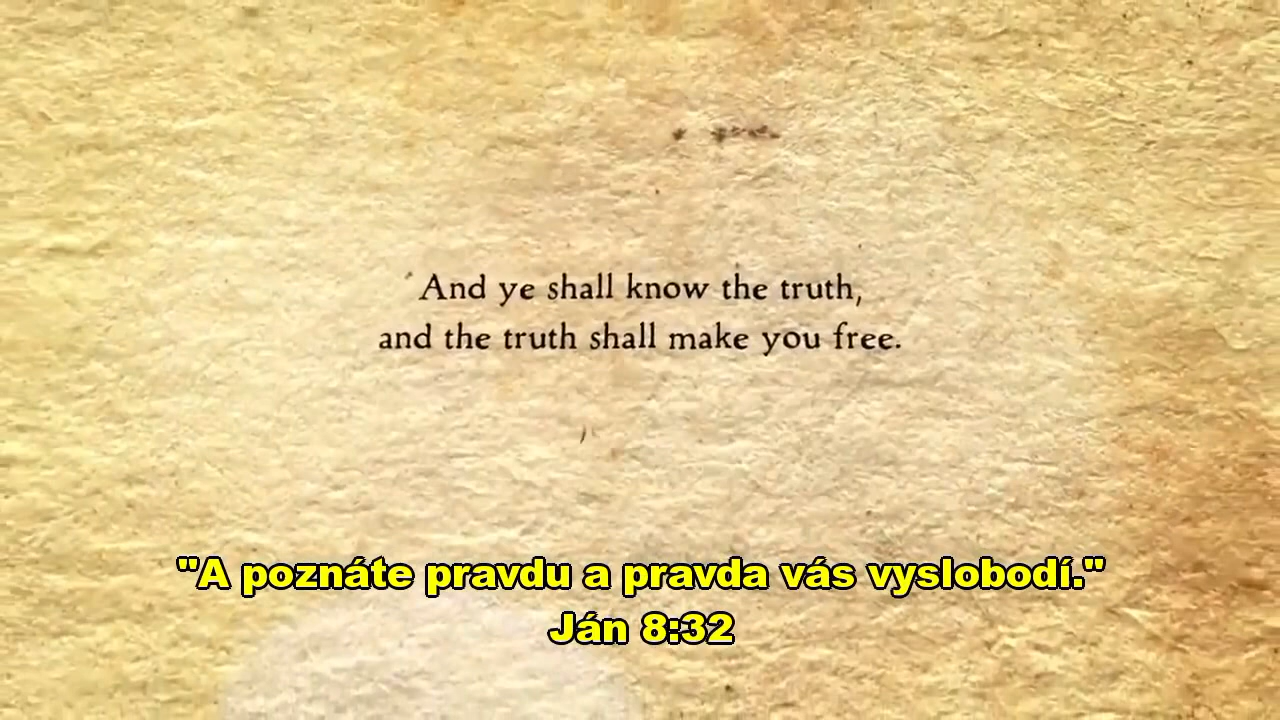 And ye shall know the truth,
and the truth shall make you free.
"A poznáte pravdu a pravda vás vyslobodí."
Ján 8:32